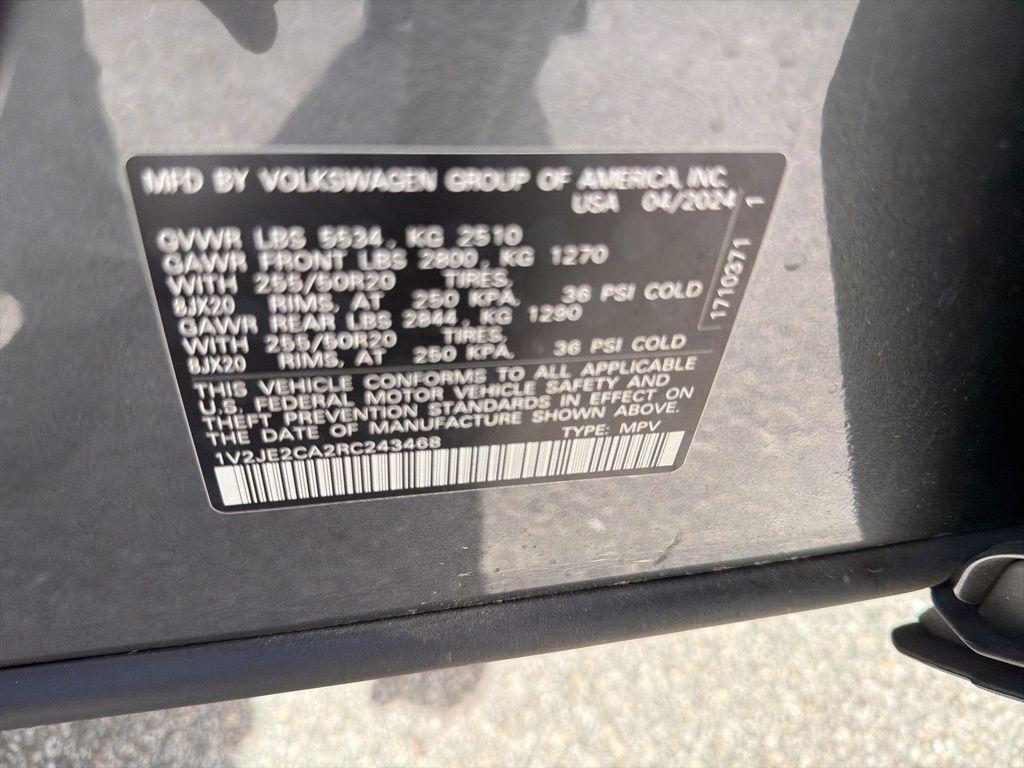 MFD BY VOLKSWAGEN GROUP OF AMERICA, INC.
USA 04/2024
GVWR LBS 5534, KG 2510
GAWR FRONT LBS 2800, KG 1270
WITH 255/50R20 TIRES,
8JX20 RIMS, AT 250 KPA, 36 PSI COLD
GAWR REAR LBS 2844, KG 1290
WITH 255/50R20 TIRES,
8JX20 RIMS, AT 250 KPA, 36 PSI COLD
1710371 1
THIS VEHICLE CONFORMS TO ALL APPLICABLE
U.S. FEDERAL MOTOR VEHICLE SAFETY AND
THEFT PREVENTION STANDARDS IN EFFECT ON
THE DATE OF MANUFACTURE SHOWN ABOVE.
1V2JE2CA2RC243468 TYPE: MPV